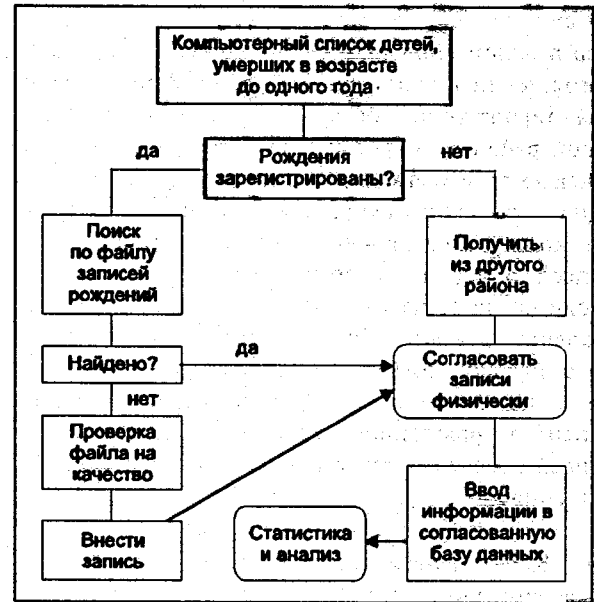 Компьютерный список детей,
умерших в возрасте
до одного года
да
Рождения
зарегистрированы?
нет
Поиск
по файлу
записей
рождений
Получить
из другого
района
Найдено?
да
Согласовать
записи
физически
нет
Проверка
файла на
качество
Внести
запись
Статистика
и анализ
Ввод
информации в
согласованную
базу данных